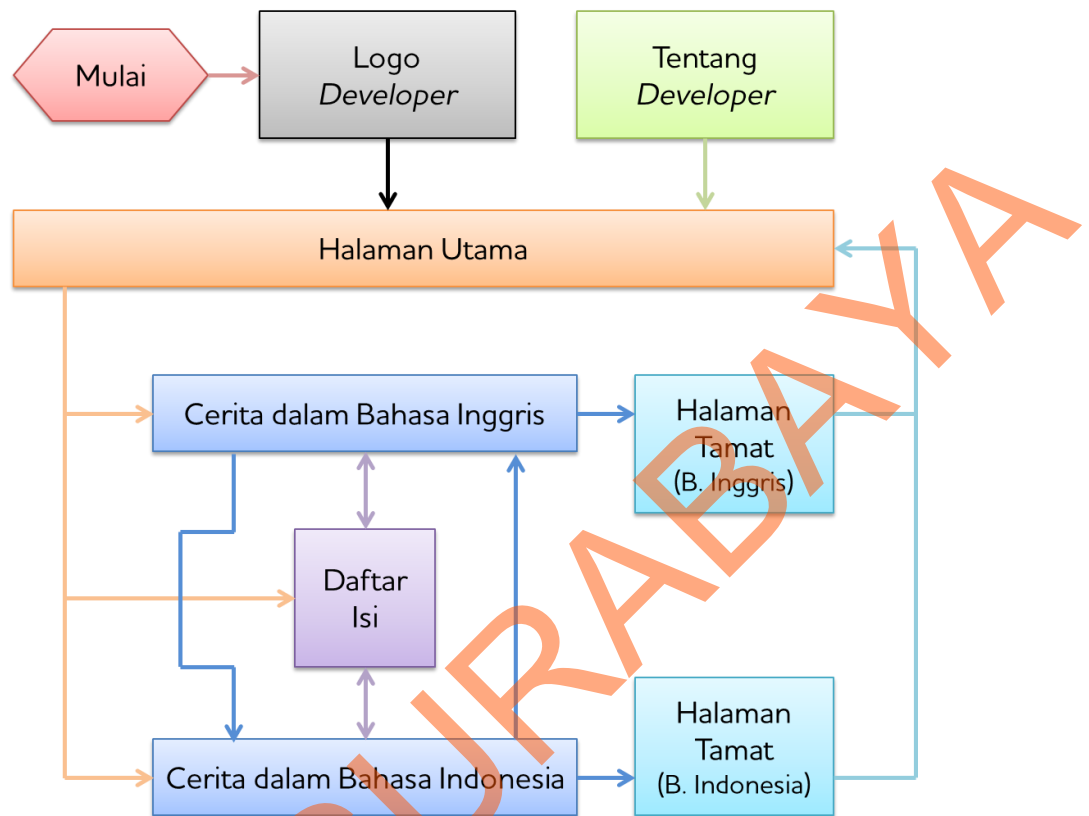 Mulai
Logo
Developer
Tentang
Developer
Halaman Utama
Cerita dalam Bahasa Inggris
Halaman
Tamat
(B. Inggris)
Daftar
Isi
Cerita dalam Bahasa Indonesia
Halaman
Tamat
(B. Indonesia)
SURABAYA